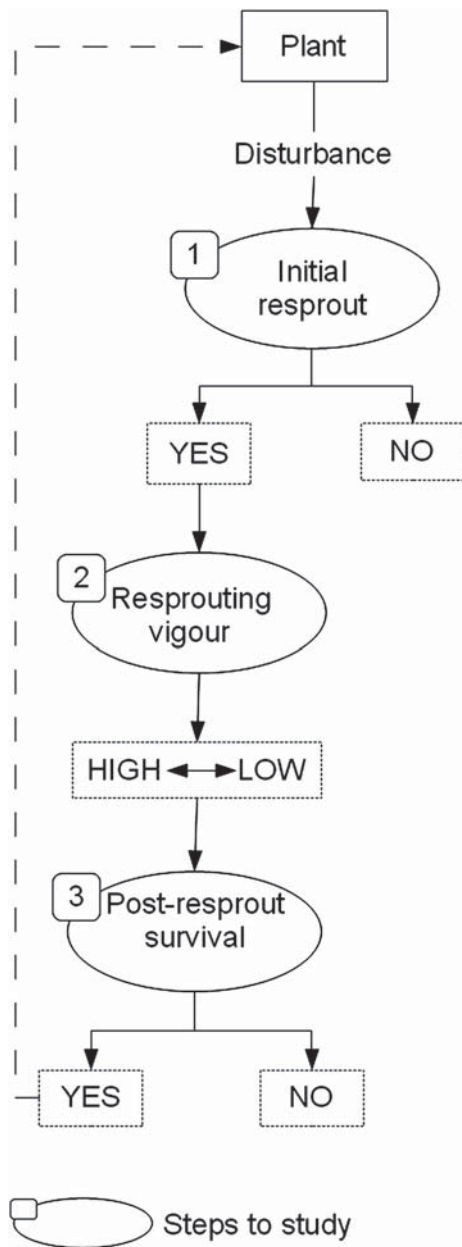 Plant
Disturbance
1
Initial
resprout
YES
NO
2
Resprouting
vigour
HIGH LOW
3
Post-resprout
survival
YES
NO
Steps to study